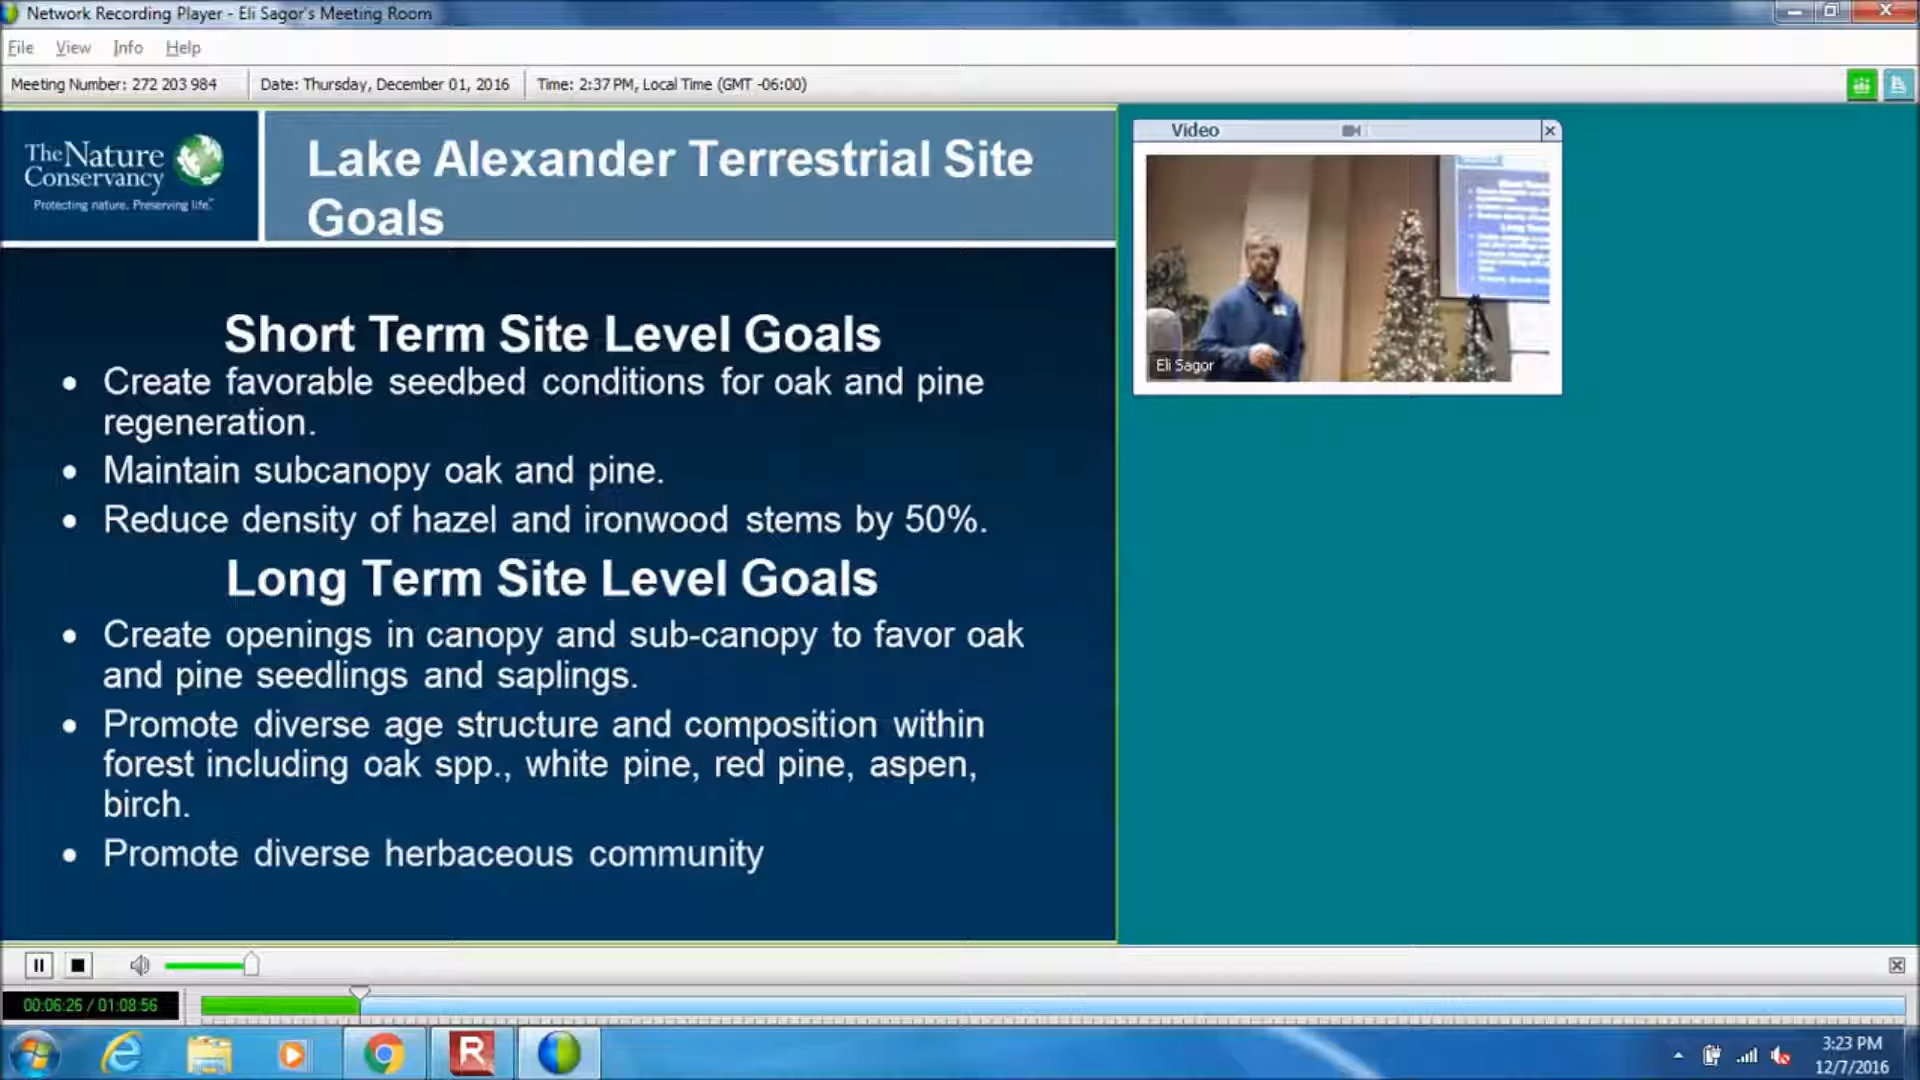 Network Recording Player - Eli Sagor's Meeting Room
File View Info Help
Meeting Number: 272 203 984 Date: Thursday, December 01, 2016 Time: 2:37 PM, Local Time (GMT -06:00)
The Nature
Conservancy
Protecting nature. Preserving life.™
Lake Alexander Terrestrial Site
Goals
Short Term Site Level Goals
• Create favorable seedbed conditions for oak and pine
regeneration.
• Maintain subcanopy oak and pine.
• Reduce density of hazel and ironwood stems by 50%.
Long Term Site Level Goals
• Create openings in canopy and sub-canopy to favor oak
and pine seedlings and saplings.
• Promote diverse age structure and composition within
forest including oak spp., white pine, red pine, aspen,
birch.
• Promote diverse herbaceous community
Video
Eli Sagor
00:06:26 / 01:08:56
R
3:23 PM
12/7/2016